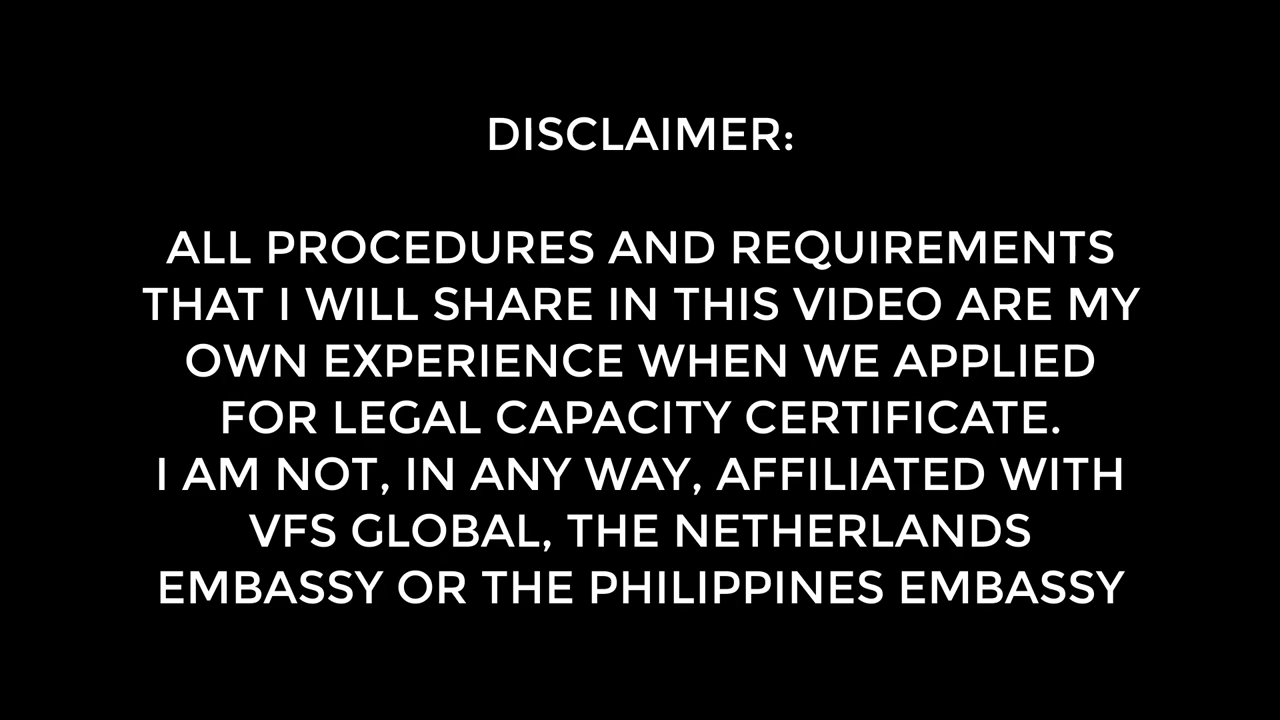 DISCLAIMER:
ALL PROCEDURES AND REQUIREMENTS
THAT I WILL SHARE IN THIS VIDEO ARE MY
OWN EXPERIENCE WHEN WE APPLIED
FOR LEGAL CAPACITY CERTIFICATE.
I AM NOT, IN ANY WAY, AFFILIATED WITH
VFS GLOBAL, THE NETHERLANDS
EMBASSY OR THE PHILIPPINES EMBASSY